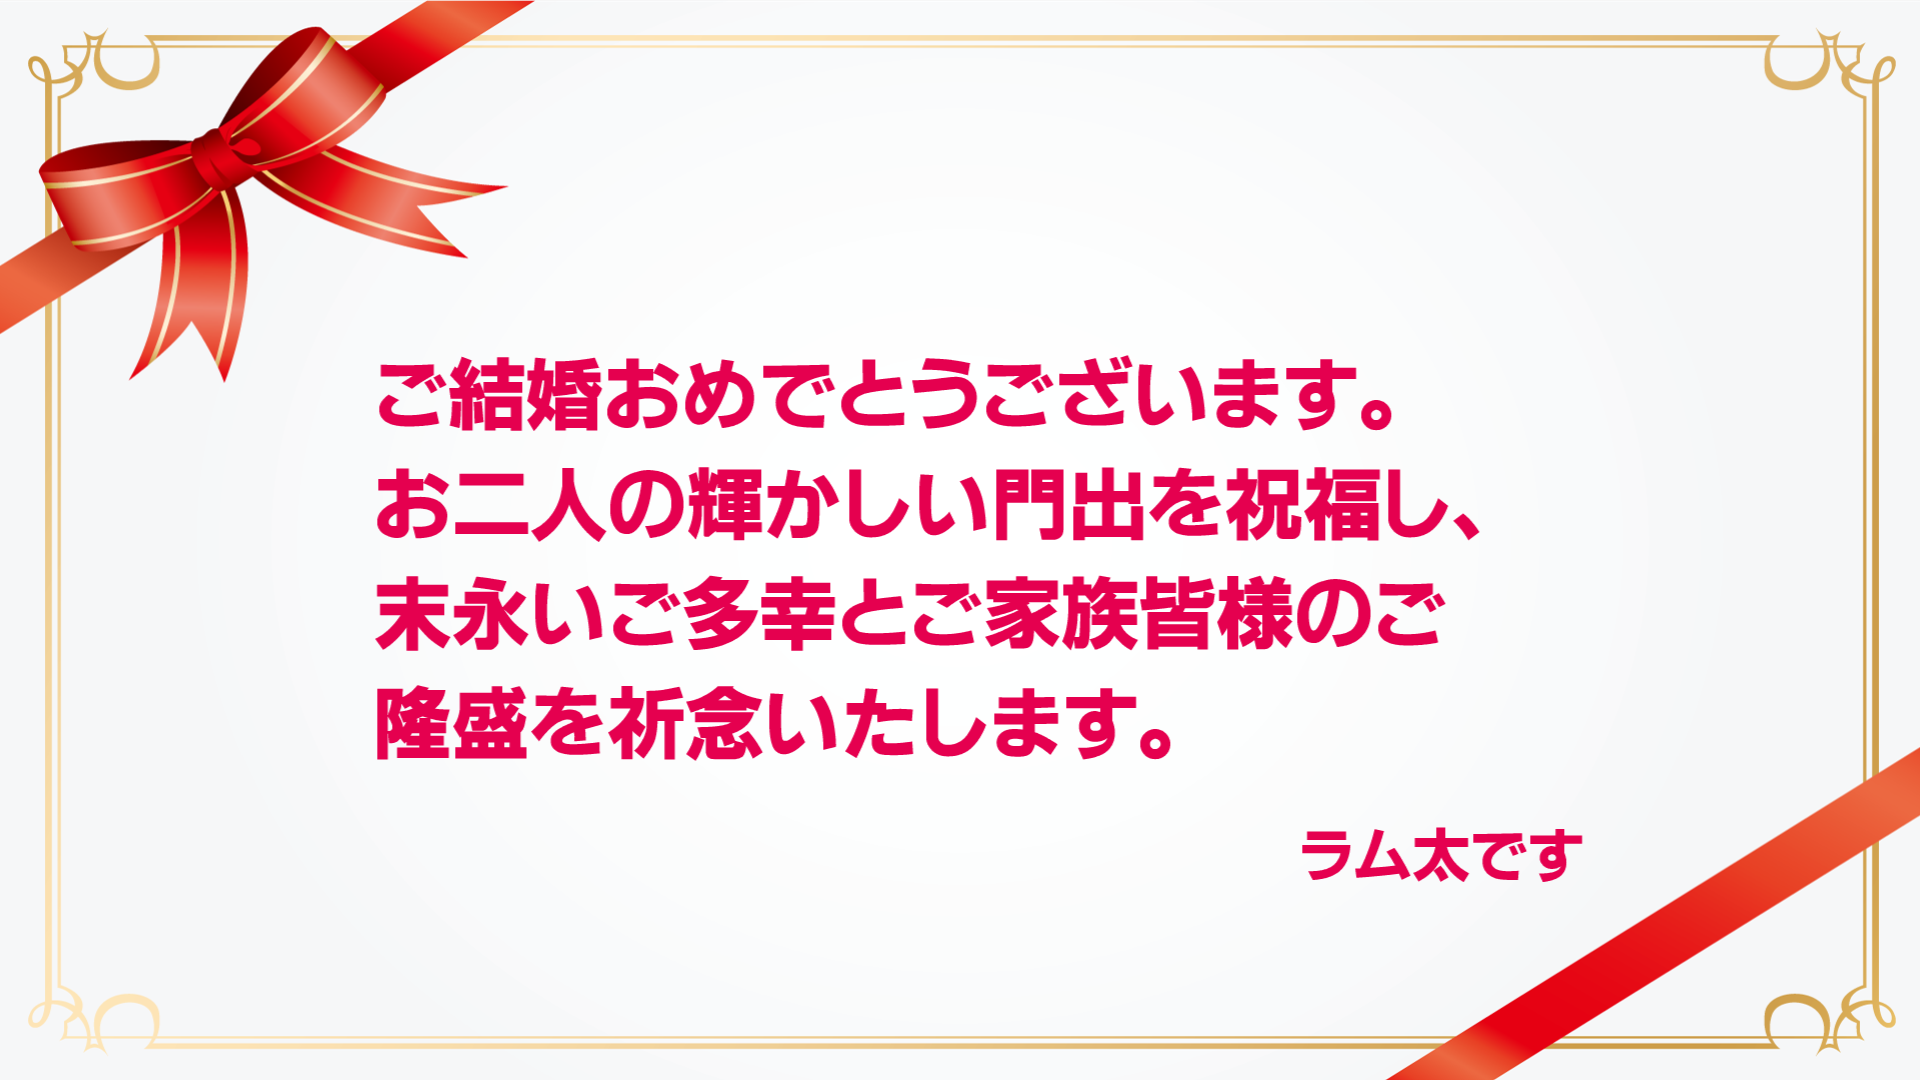 ご結婚おめでとうございます。
お二人の輝かしい門出を祝福し、
末永いご多幸とご家族皆様のご
隆盛を祈念いたします。
ラム太です